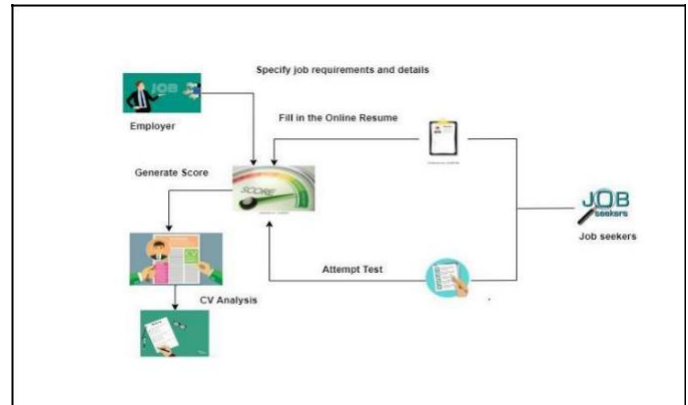 Specify job requirements and details
JOB
Employer
Fill in the Online Resume
Generate Score
SCORE
JOB
seekers
Job seekers
Attempt Test
CV Analysis